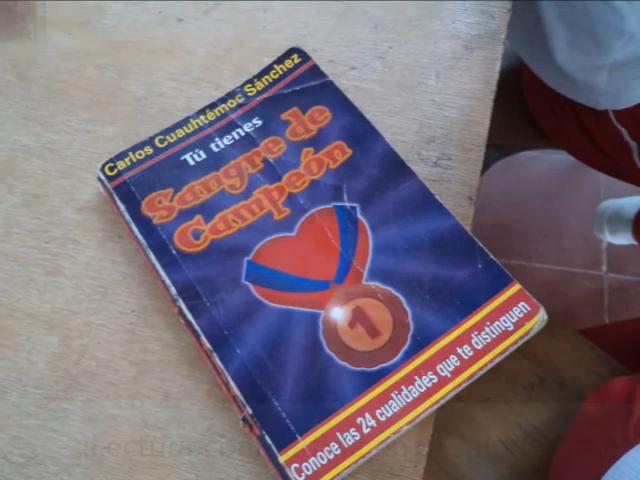 Carlos Cuauhtémoc Sánchez
Tú tienes
Sangre de
Campeón
1
Conoce las 24 cualidades que te distinguen